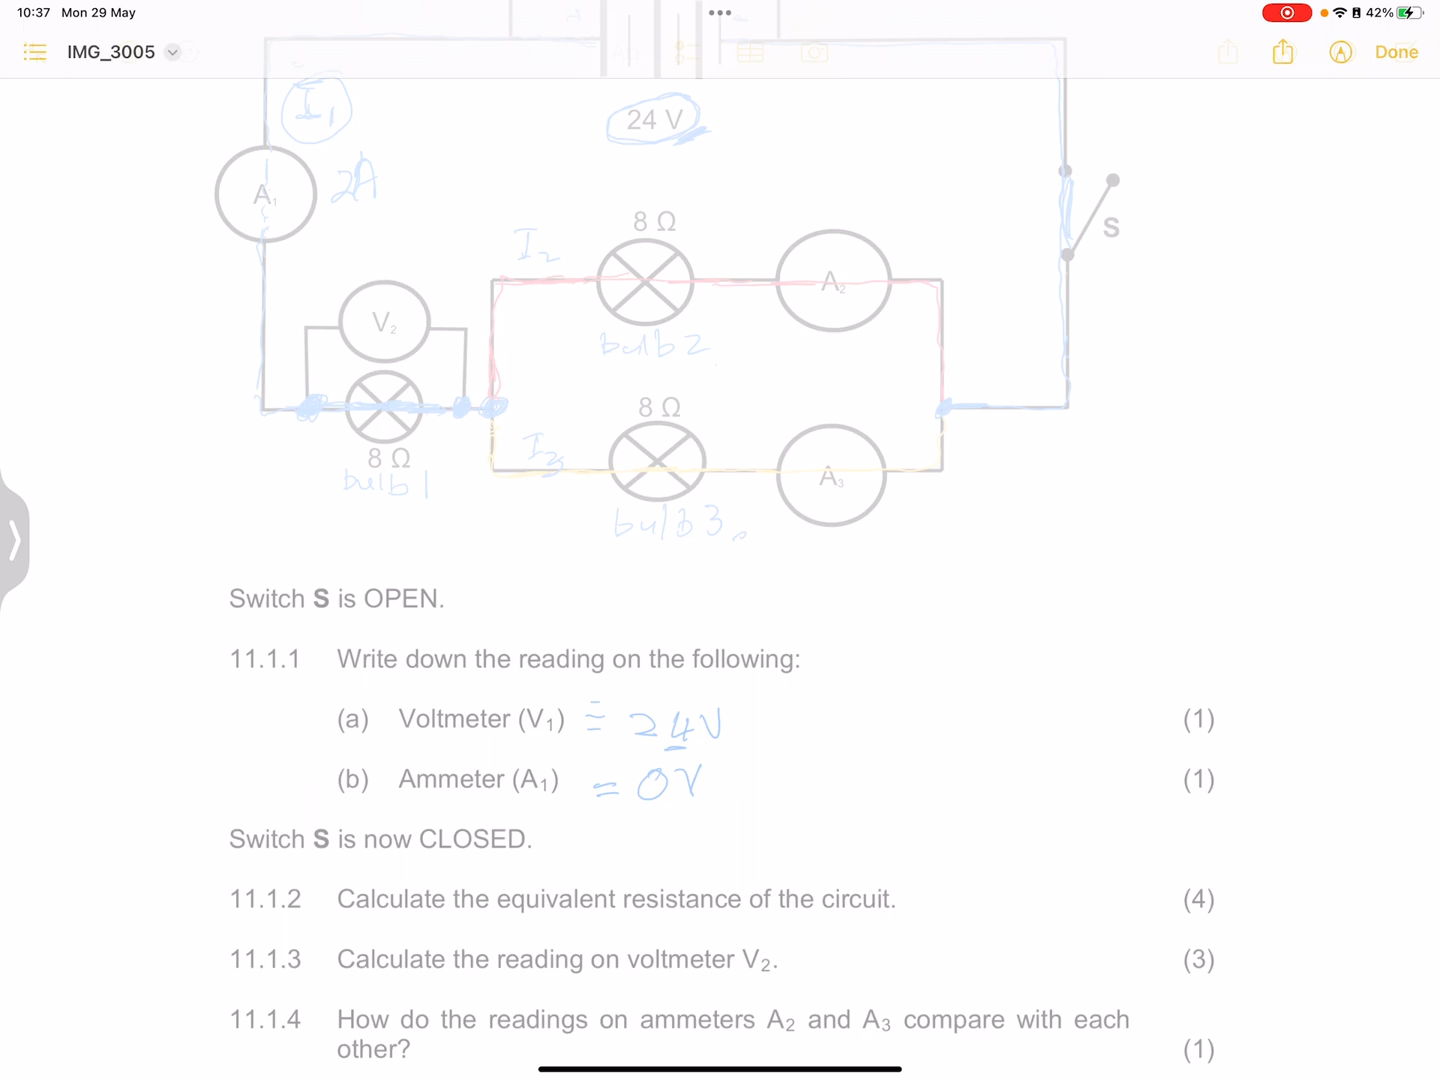 10:37 Mon 29 May
42%
IMG_3005
Done
I₁
24 V
A₁
2A
8 Ω
S
I₂
A₂
V₂
bulb 2
8 Ω
I₃
8 Ω
bulb 1
A₃
bulb 3
Switch S is OPEN.
11.1.1 Write down the reading on the following:
(a) Voltmeter (V₁) = 24V (1)
(b) Ammeter (A₁) = 0V (1)
Switch S is now CLOSED.
11.1.2 Calculate the equivalent resistance of the circuit. (4)
11.1.3 Calculate the reading on voltmeter V₂. (3)
11.1.4 How do the readings on ammeters A₂ and A₃ compare with each
other? (1)